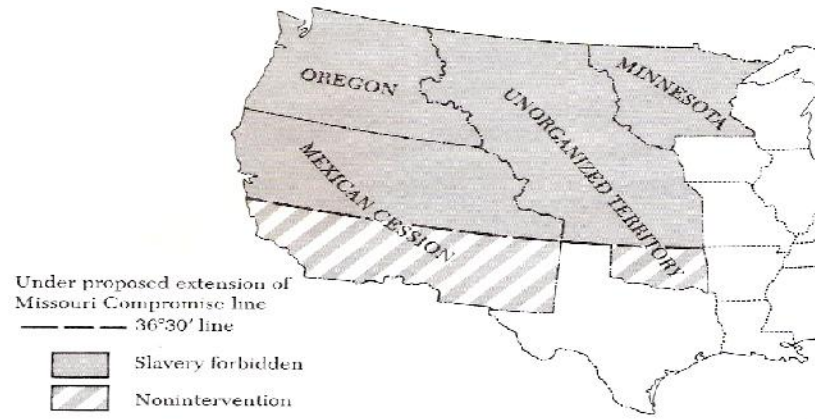 OREGON
UNORGANIZED TERRITORY
MINNESOTA
MEXICAN CESSION
Under proposed extension of
Missouri Compromise line
36°30′ line
Slavery forbidden
Nonintervention